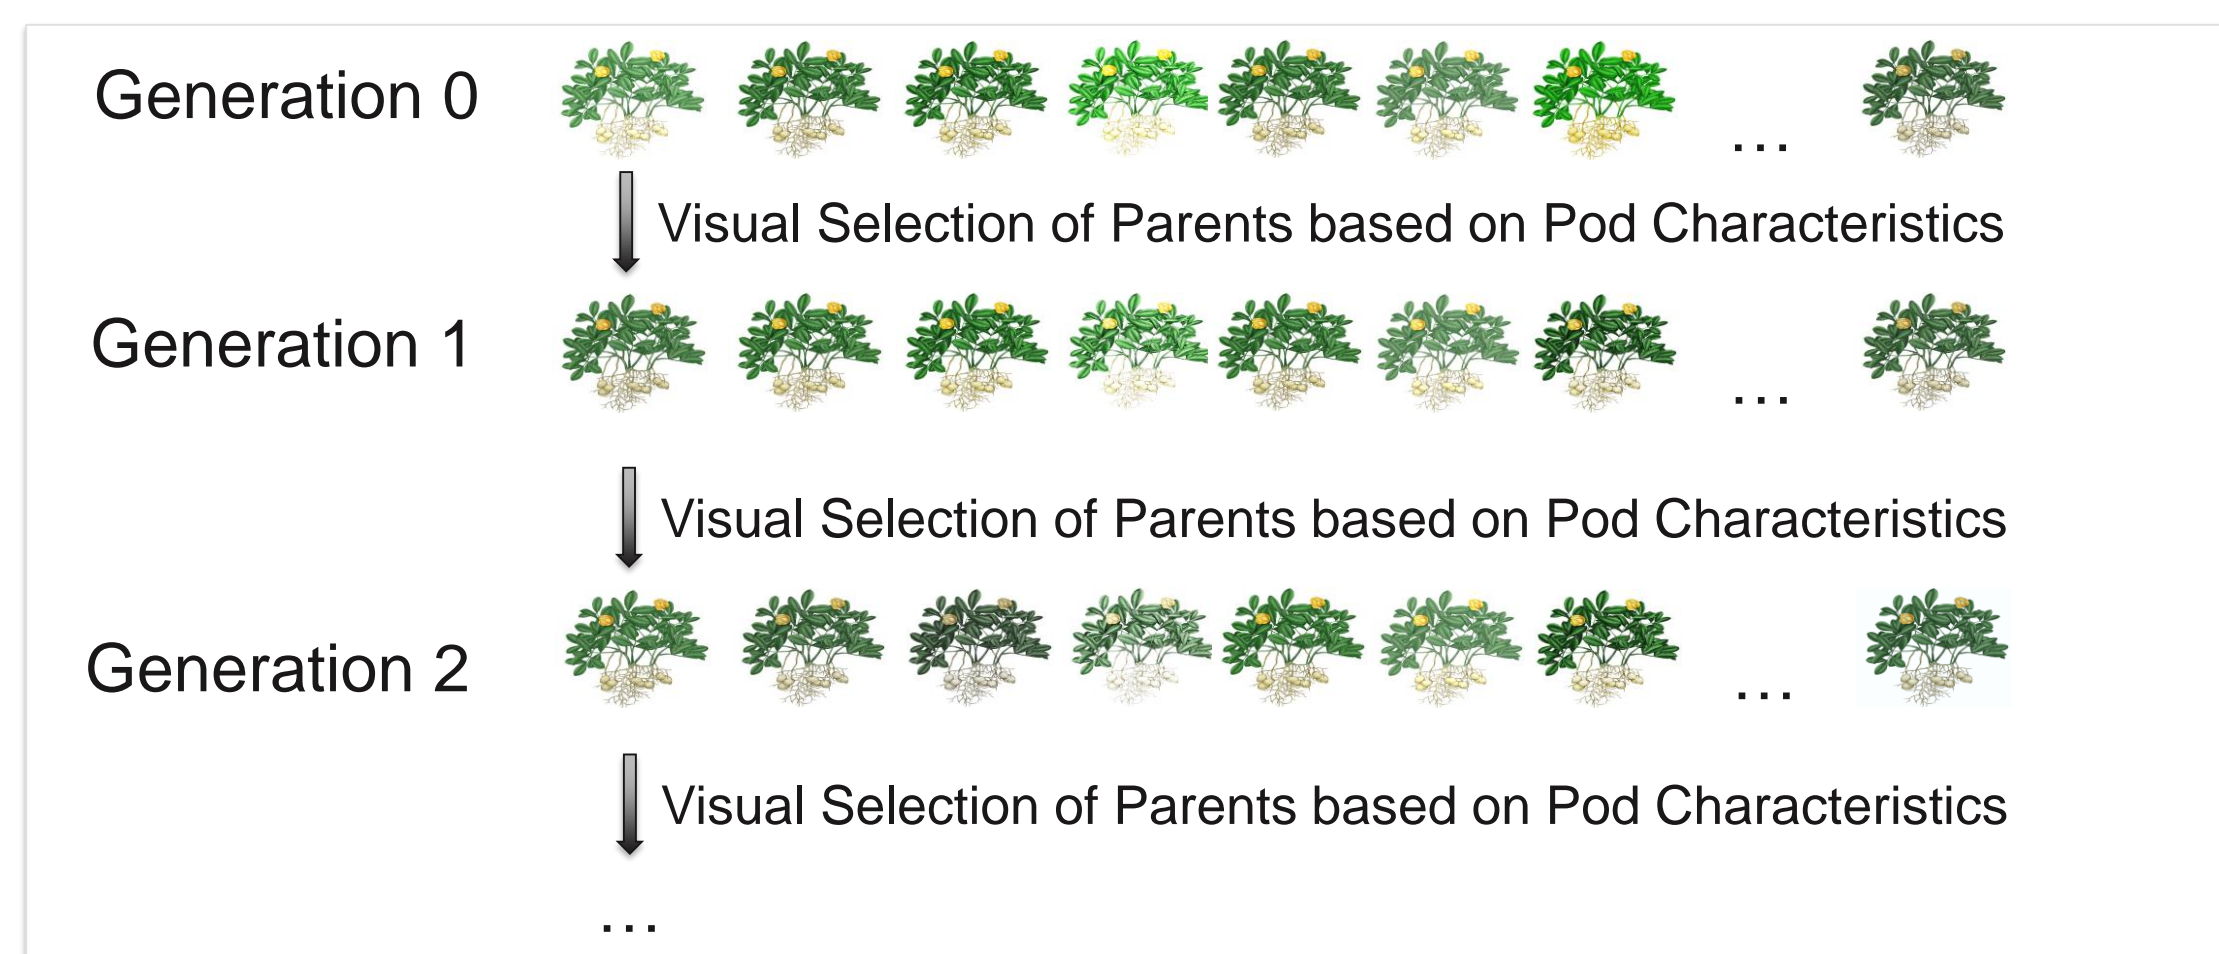 Generation 0
…
Visual Selection of Parents based on Pod Characteristics
Generation 1
…
Visual Selection of Parents based on Pod Characteristics
Generation 2
…
Visual Selection of Parents based on Pod Characteristics
…